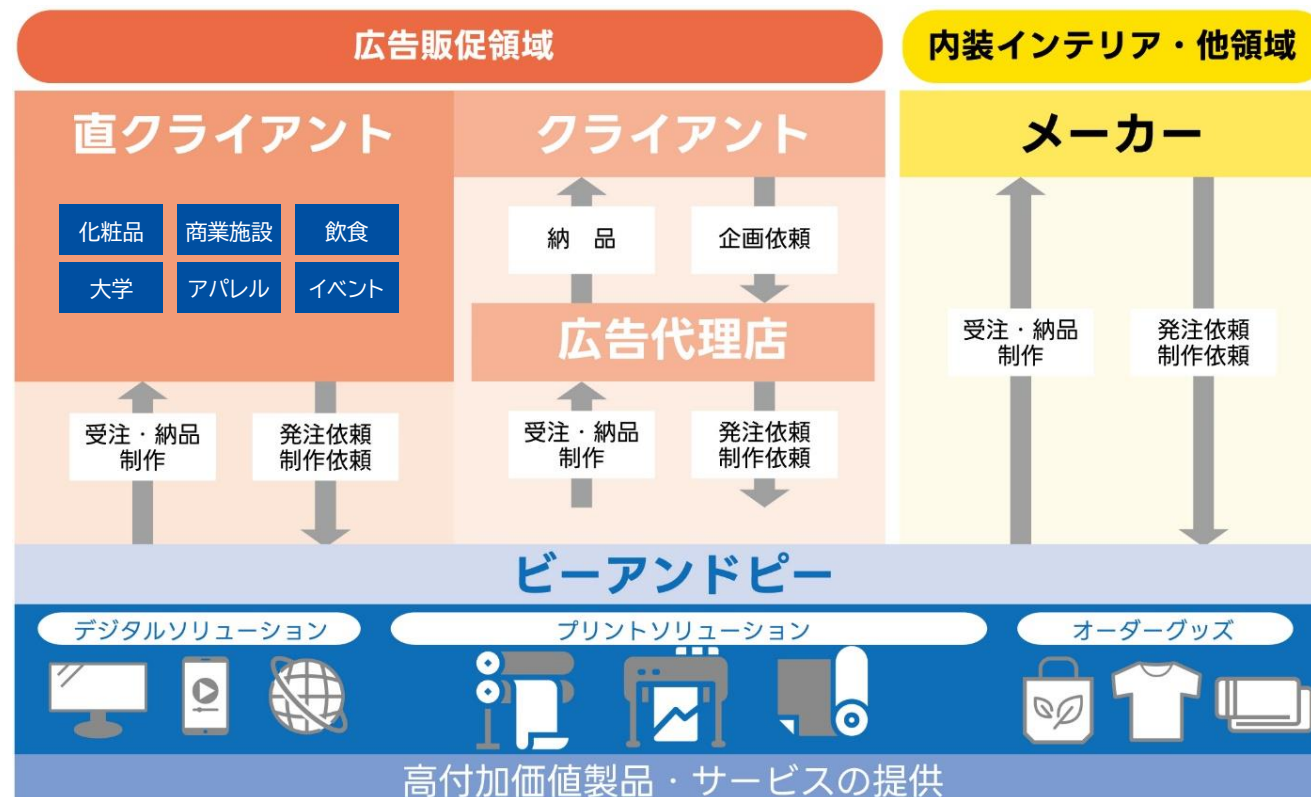 広告販促領域
内装インテリア・他領域
直クライアント
化粧品
商業施設
飲食
大学
アパレル
イベント
受注・納品
制作
発注依頼
制作依頼
クライアント
納　品
企画依頼
広告代理店
受注・納品
制作
発注依頼
制作依頼
メーカー
受注・納品
制作
発注依頼
制作依頼
ビーアンドピー
デジタルソリューション
プリントソリューション
オーダーグッズ
高付加価値製品・サービスの提供